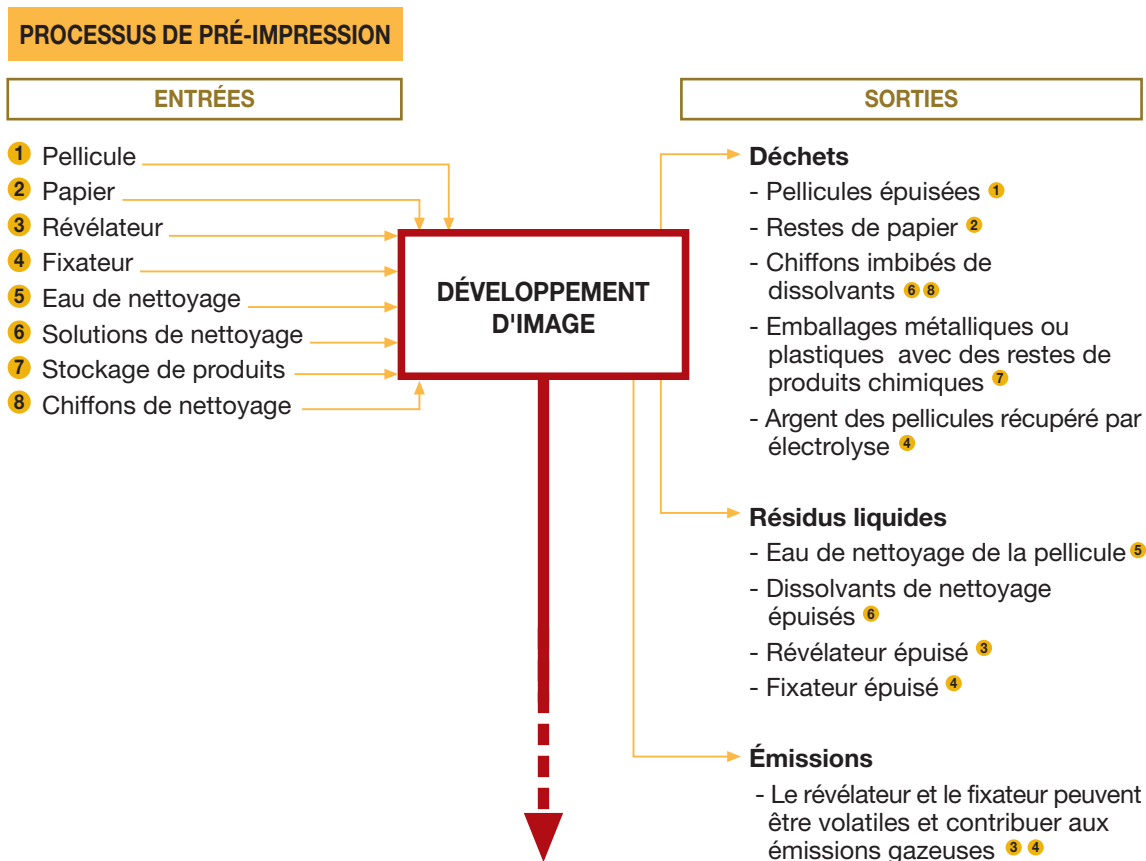 PROCESSUS DE PRÉ-IMPRESSION
ENTRÉES
1 Pellicule
2 Papier
3 Révélateur
4 Fixateur
5 Eau de nettoyage
6 Solutions de nettoyage
7 Stockage de produits
8 Chiffons de nettoyage
DÉVELOPPEMENT
D'IMAGE
SORTIES
Déchets
- Pellicules épuisées 1
- Restes de papier 2
- Chiffons imbibés de
dissolvants 6 8
- Emballages métalliques ou
plastiques avec des restes de
produits chimiques 7
- Argent des pellicules récupéré par
électrolyse 4
Résidus liquides
- Eau de nettoyage de la pellicule 5
- Dissolvants de nettoyage
épuisés 6
- Révélateur épuisé 3
- Fixateur épuisé 4
Émissions
- Le révélateur et le fixateur peuvent
être volatiles et contribuer aux
émissions gazeuses 3 4